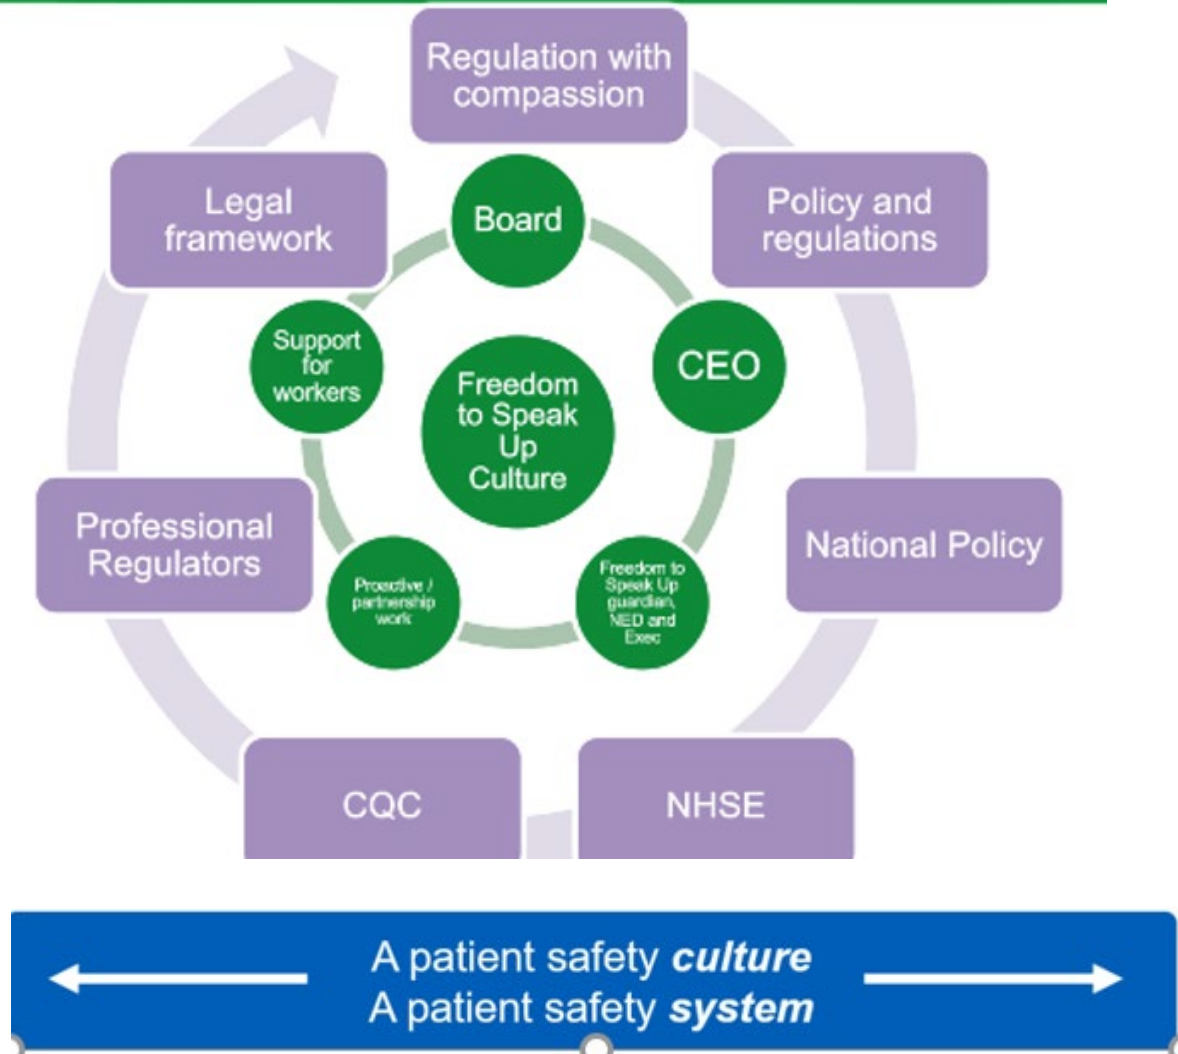 Regulation with
compassion
Legal
framework
Policy and
regulations
Board
Support
for
workers
CEO
Freedom
to Speak
Up
Culture
Professional
Regulators
National Policy
Proactive /
partnership
work
Freedom to
Speak Up
guardian,
NED and
Exec
CQC
NHSE
A patient safety culture
A patient safety system